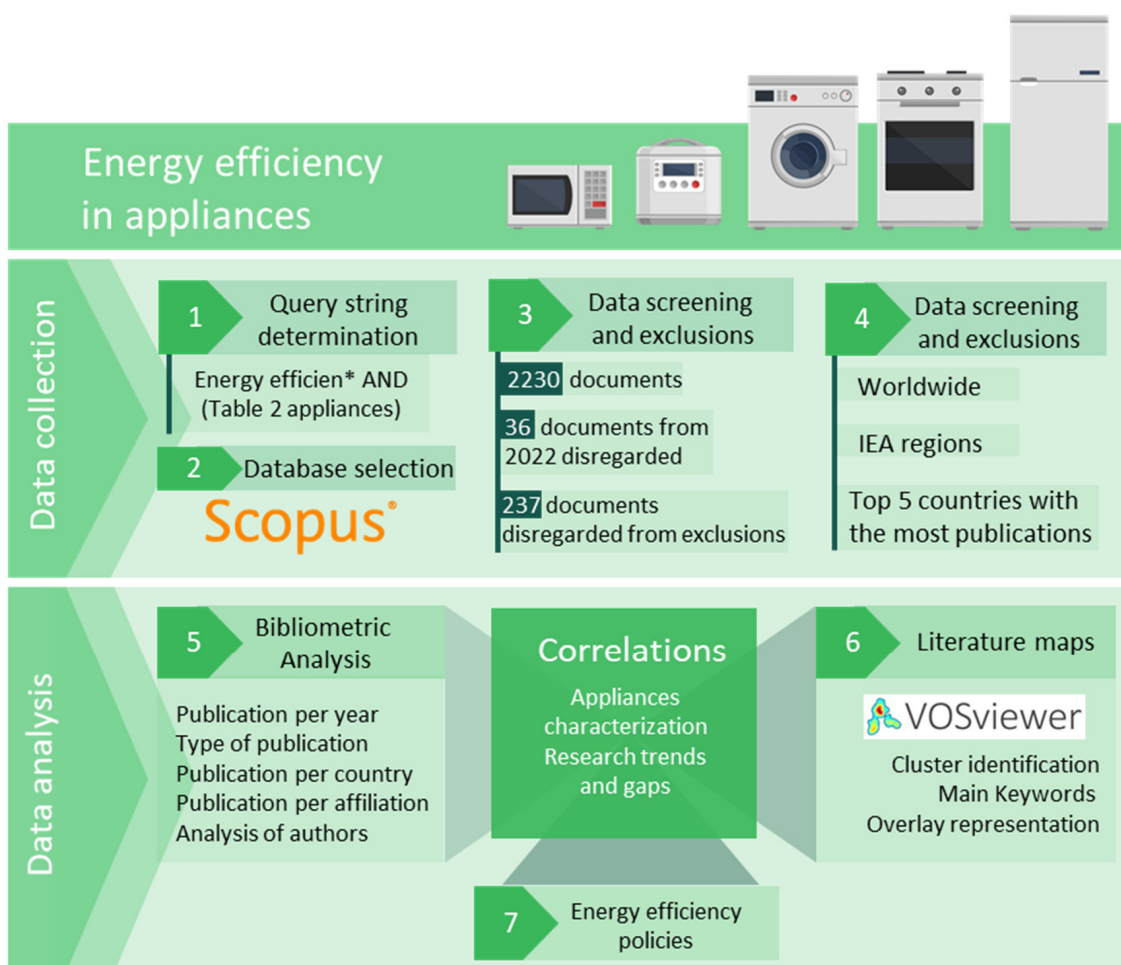 Energy efficiency
in appliances
Data collection
1
Query string
determination
Energy efficien* AND
(Table 2 appliances)
2
Database selection
Scopus®
3
Data screening
and exclusions
2230 documents
36 documents from
2022 disregarded
237 documents
disregarded from exclusions
4
Data screening
and exclusions
Worldwide
IEA regions
Top 5 countries with
the most publications
Data analysis
5
Bibliometric
Analysis
Publication per year
Type of publication
Publication per country
Publication per affiliation
Analysis of authors
Correlations
Appliances
characterization
Research trends
and gaps
6
Literature maps
VOSviewer
Cluster identification
Main Keywords
Overlay representation
7
Energy efficiency
policies